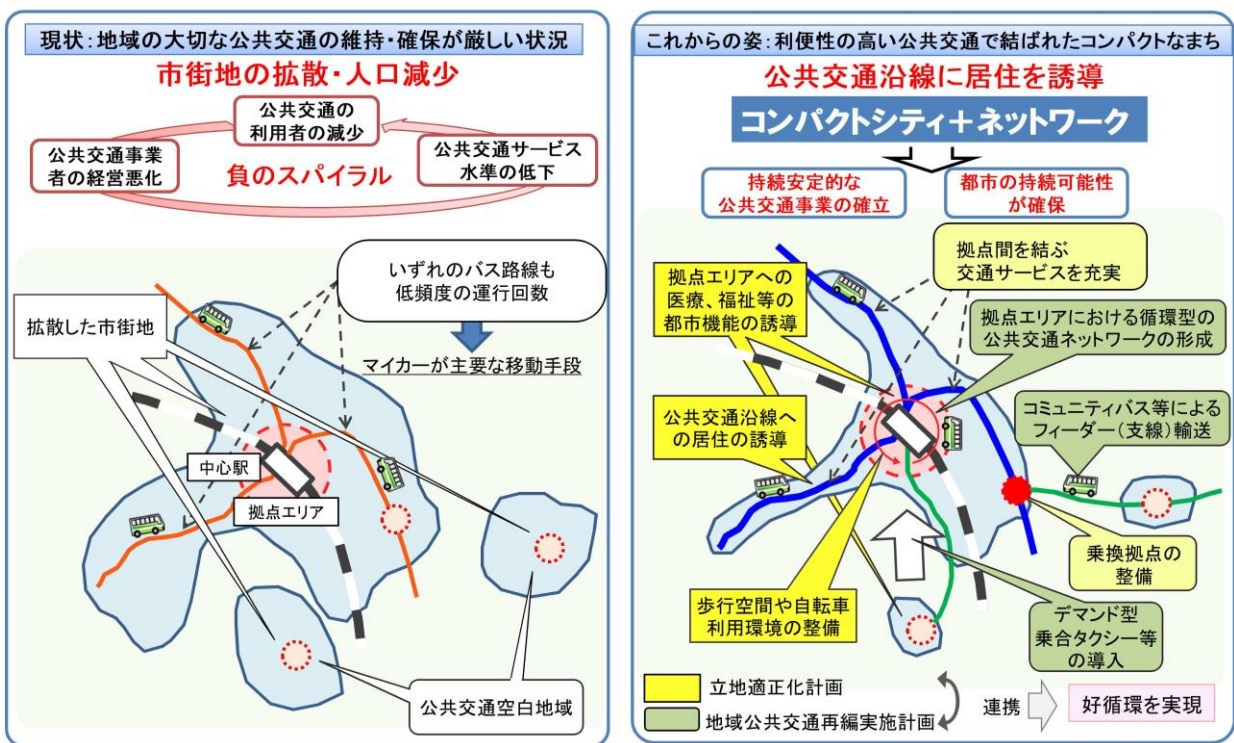 現状：地域の大切な公共交通の維持・確保が厳しい状況
市街地の拡散・人口減少
公共交通の
利用者の減少
公共交通事業
者の経営悪化
負のスパイラル
公共交通サービス
水準の低下
いずれのバス路線も
低頻度の運行回数
マイカーが主要な移動手段
拡散した市街地
中心駅
拠点エリア
公共交通空白地域
これからの姿：利便性の高い公共交通で結ばれたコンパクトなまち
公共交通沿線に居住を誘導
コンパクトシティ＋ネットワーク
持続安定的な
公共交通事業の確立
都市の持続可能性
が確保
拠点エリアへの
医療、福祉等の
都市機能の誘導
拠点間を結ぶ
交通サービスを充実
拠点エリアにおける循環型の
公共交通ネットワークの形成
公共交通沿線へ
の居住の誘導
コミュニティバス等による
フィーダー（支線）輸送
歩行空間や自転車
利用環境の整備
乗換拠点の
整備
デマンド型
乗合タクシー等
の導入
立地適正化計画
地域公共交通再編実施計画
連携
好循環を実現